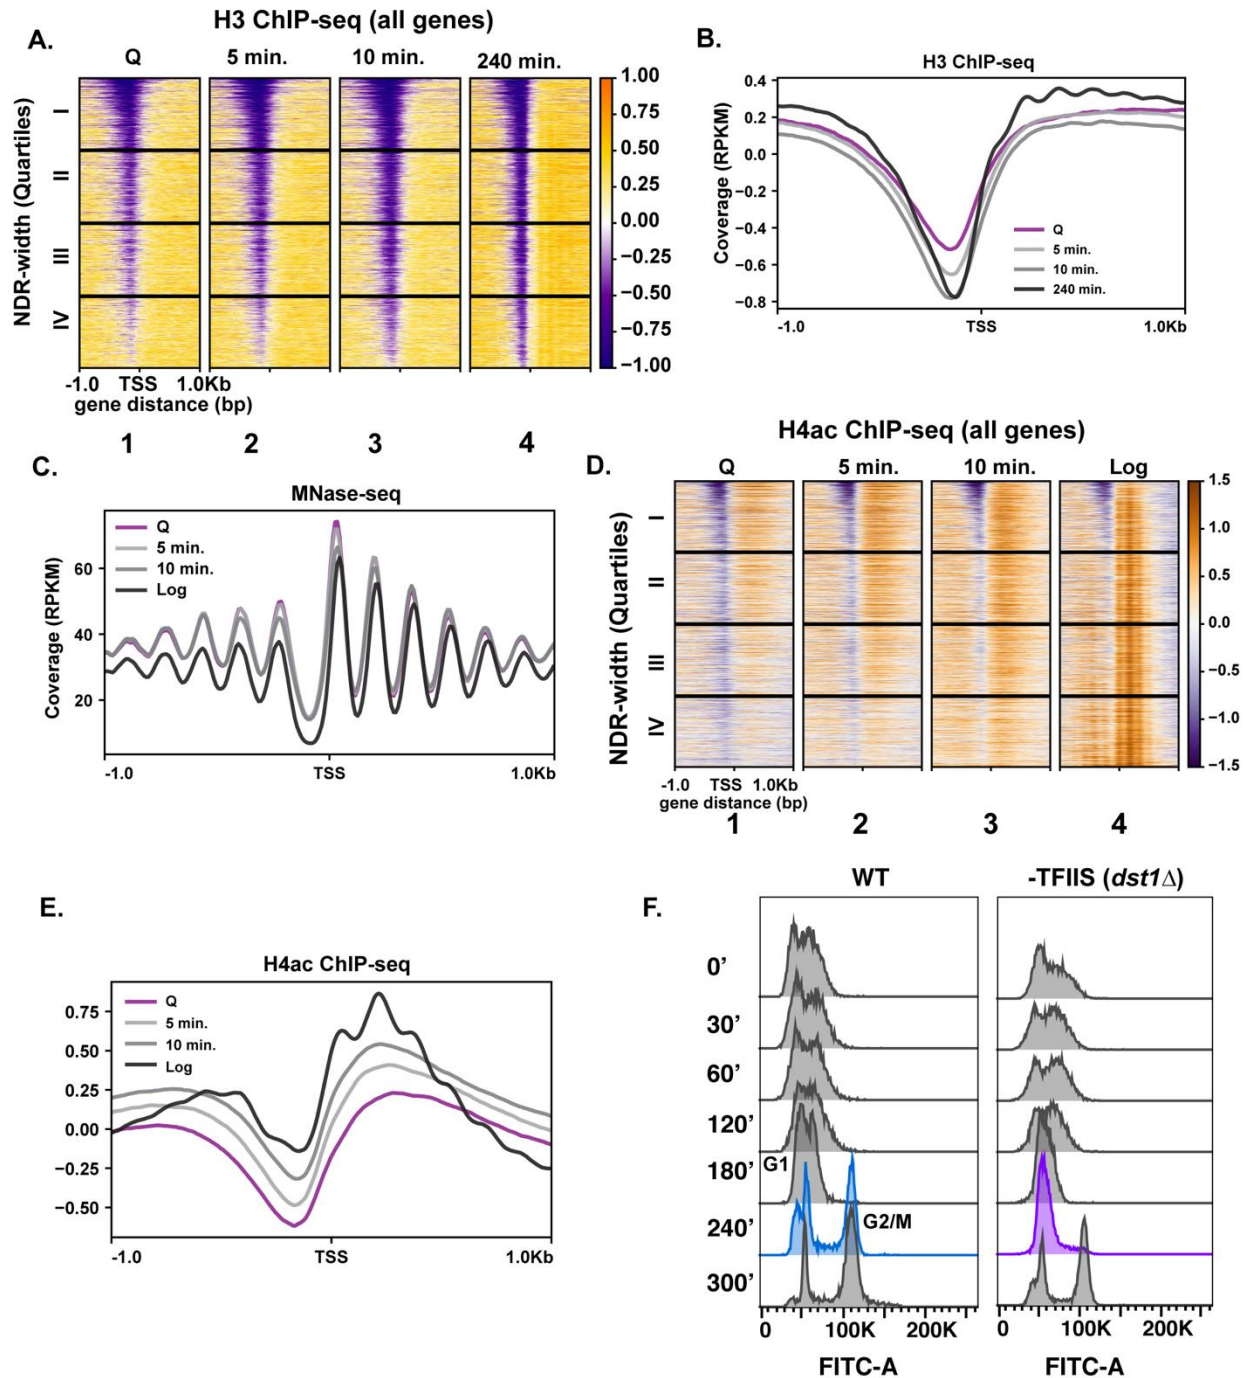 A.
H3 ChIP-seq (all genes)
Q 5 min. 10 min. 240 min.
NDR-width (Quartiles)
I
II
III
IV
1.00
0.75
0.50
0.25
0.00
−0.25
−0.50
−0.75
−1.00
-1.0 TSS 1.0Kb
gene distance (bp)
1 2 3 4
B.
H3 ChIP-seq
Coverage (RPKM)
0.4
0.2
0.0
−0.2
−0.4
−0.6
−0.8
Q
5 min.
10 min.
240 min.
-1.0 TSS 1.0Kb
C.
MNase-seq
Coverage (RPKM)
60
40
20
Q
5 min.
10 min.
Log
-1.0 TSS 1.0Kb
D.
H4ac ChIP-seq (all genes)
Q 5 min. 10 min. Log
NDR-width (Quartiles)
I
II
III
IV
1.5
1.0
0.5
0.0
−0.5
−1.0
−1.5
-1.0 TSS 1.0Kb
gene distance (bp)
1 2 3 4
E.
H4ac ChIP-seq
0.75
0.50
0.25
0.00
−0.25
−0.50
Q
5 min.
10 min.
Log
-1.0 TSS 1.0Kb
F.
WT -TFIIS (dst1Δ)
0’
30’
60’
120’
180’
240’
300’
G1
G2/M
0 100K 200K 0 100K 200K
FITC-A FITC-A